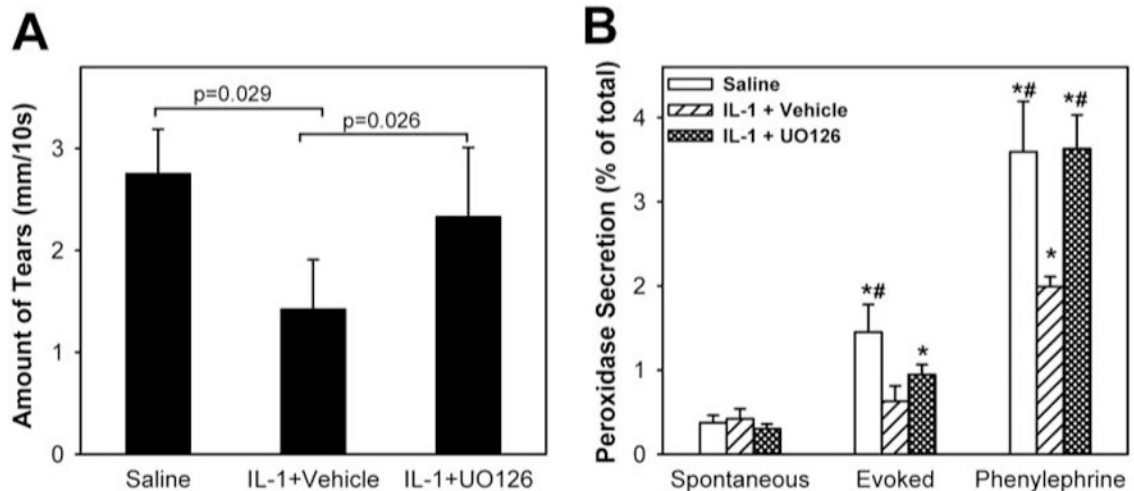 A
Amount of Tears (mm/10s)
3
2
1
0
p=0.029
p=0.026
Saline
IL-1+Vehicle
IL-1+UO126
B
Peroxidase Secretion (% of total)
4
3
2
1
0
Saline
IL-1 + Vehicle
IL-1 + UO126
*#
*
*#
*
*#
Spontaneous
Evoked
Phenylephrine